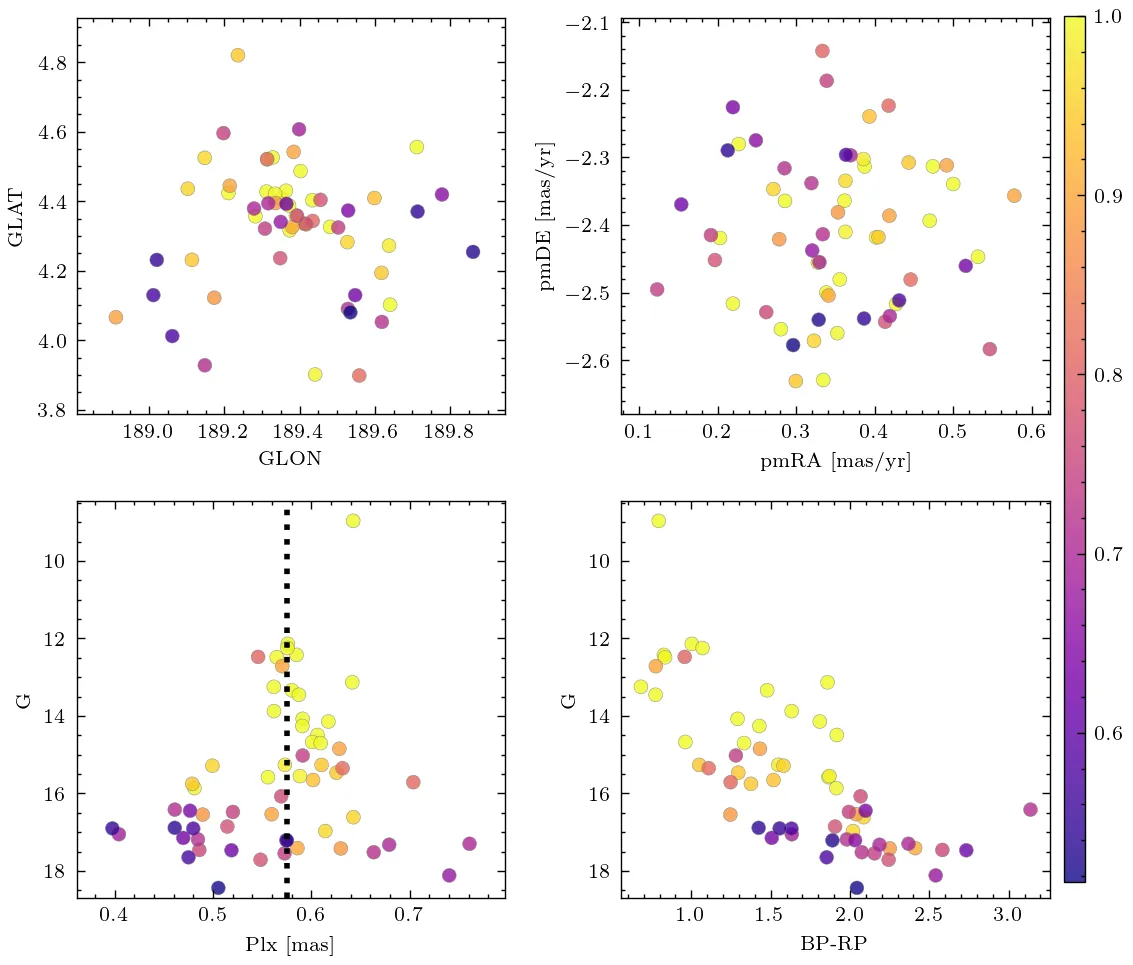 GLAT
4.8
4.6
4.4
4.2
4.0
3.8
189.0 189.2 189.4 189.6 189.8
GLON
pmDE [mas/yr]
−2.1
−2.2
−2.3
−2.4
−2.5
−2.6
0.1 0.2 0.3 0.4 0.5 0.6
pmRA [mas/yr]
1.0
0.9
0.8
0.7
0.6
G
10
12
14
16
18
0.4 0.5 0.6 0.7
Plx [mas]
G
10
12
14
16
18
1.0 1.5 2.0 2.5 3.0
BP-RP